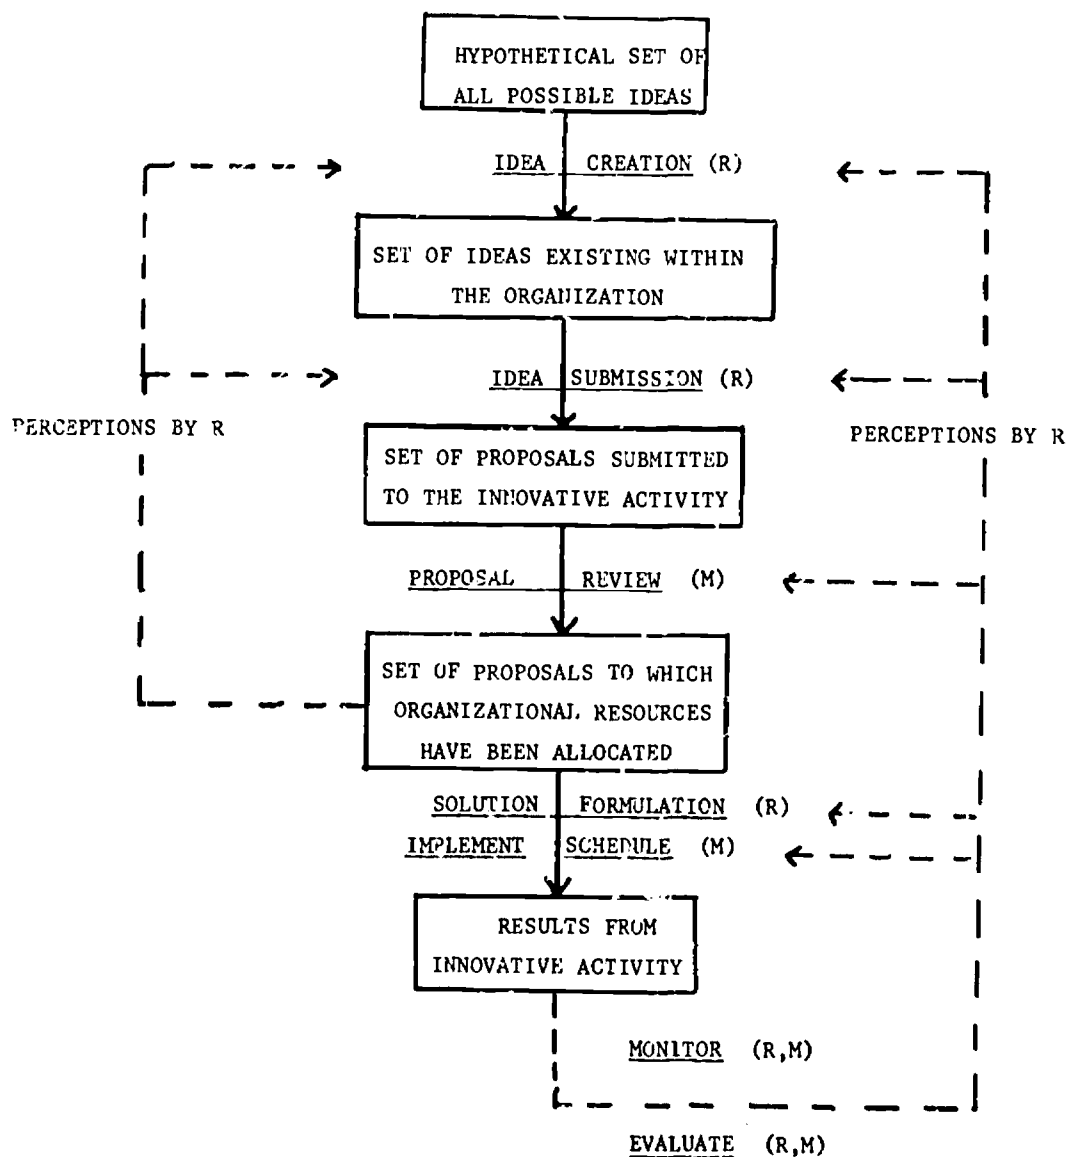 HYPOTHETICAL SET OF
ALL POSSIBLE IDEAS
IDEA CREATION (R)
SET OF IDEAS EXISTING WITHIN
THE ORGANIZATION
IDEA SUBMISSION (R)
PERCEPTIONS BY R
PERCEPTIONS BY R
SET OF PROPOSALS SUBMITTED
TO THE INNOVATIVE ACTIVITY
PROPOSAL REVIEW (M)
SET OF PROPOSALS TO WHICH
ORGANIZATIONAL RESOURCES
HAVE BEEN ALLOCATED
SOLUTION FORMULATION (R)
IMPLEMENT SCHEDULE (M)
RESULTS FROM
INNOVATIVE ACTIVITY
MONITOR (R,M)
EVALUATE (R,M)